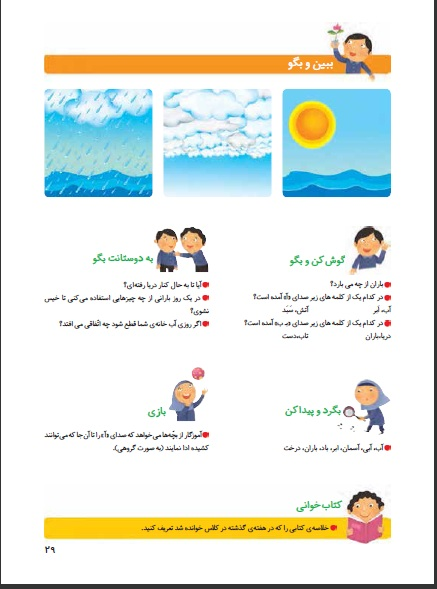 ببین و بگو
گوش کن و بگو
باران از چه می بارد؟
در کدام یک از کلمه های زیر صدای «آ» آمده است؟
آب، اَبر    آتش، سَبَد
در کدام یک از کلمه های زیر صدای «بـ ب» آمده است؟
دریا،باران    تاب،دست
به دوستانت بگو
آیا تا به حال کنار دریا رفته‌ای؟
در یک روز بارانی از چه چیزهایی استفاده می‌کنی تا خیس
نشوی؟
اگر روزی آب خانه‌ی شما قطع شود چه اتّفاقی می افتد؟
بگرد و پیدا کن
آب، آبی، آسمان، ابر، باد، باران، درخت
بازی
آموزگار از بچّه‌ها می‌خواهد که صدای «آ» را تا آن‌جا که می‌توانند
کشیده ادا نمایند (به صورت گروهی).
کتاب خوانی
خلاصه‌ی کتابی را که در هفته‌ی گذشته در کلاس خوانده شد تعریف کنید.
۲۹